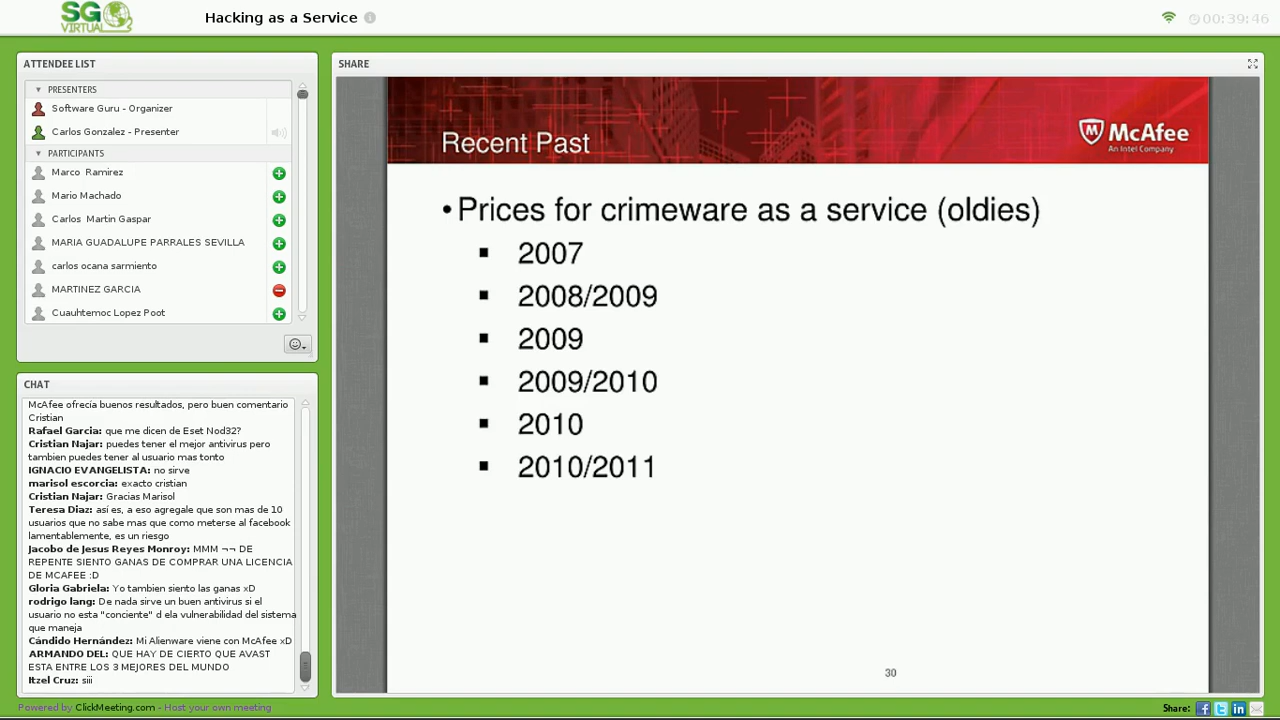 SG
VIRTUAL
Hacking as a Service
00:39:46
ATTENDEE LIST
PRESENTERS
Software Guru - Organizer
Carlos Gonzalez - Presenter
PARTICIPANTS
Marco  Ramirez
Mario Machado
Carlos  Martin Gaspar
MARIA GUADALUPE PARRALES SEVILLA
carlos ocana sarmiento
MARTINEZ GARCIA
Cuauhtemoc Lopez Poot
CHAT
McAfee ofrecía buenos resultados, pero buen comentario
Cristian
Rafael Garcia: que me dicen de Eset Nod32?
Cristian Najar: puedes tener el mejor antivirus pero
tambien puedes tener al usuario mas tonto
IGNACIO EVANGELISTA: no sirve
marisol escorcia: exacto cristian
Cristian Najar: Gracias Marisol
Teresa Diaz: así es, a eso agregale que son mas de 10
usuarios que no sabe mas que como meterse al facebook
lamentablemente, es un riesgo
Jacobo de Jesus Reyes Monroy: MMM ¬¬ DE
REPENTE SIENTO GANAS DE COMPRAR UNA LICENCIA
DE MCAFEE :D
Gloria Gabriela: Yo tambien siento las ganas xD
rodrigo lang: De nada sirve un buen antivirus si el
usuario no esta "conciente" d ela vulnerabilidad del sistema
que maneja
Cándido Hernández: Mi Alienware viene con McAfee xD
ARMANDO DEL: QUE HAY DE CIERTO QUE AVAST
ESTA ENTRE LOS 3 MEJORES DEL MUNDO
Itzel Cruz: siii
SHARE
Recent Past
McAfee
An Intel Company
• Prices for crimeware as a service (oldies)
▪ 2007
▪ 2008/2009
▪ 2009
▪ 2009/2010
▪ 2010
▪ 2010/2011
30
Powered by ClickMeeting.com - Host your own meeting
Share: